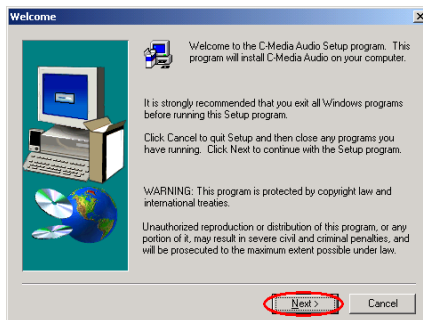 Welcome
Welcome to the C-Media Audio Setup program. This
program will install C-Media Audio on your computer.
It is strongly recommended that you exit all Windows programs
before running this Setup program.
Click Cancel to quit Setup and then close any programs you
have running. Click Next to continue with the Setup program.
WARNING: This program is protected by copyright law and
international treaties.
Unauthorized reproduction or distribution of this program, or any
portion of it, may result in severe civil and criminal penalties, and
will be prosecuted to the maximum extent possible under law.
Next >
Cancel